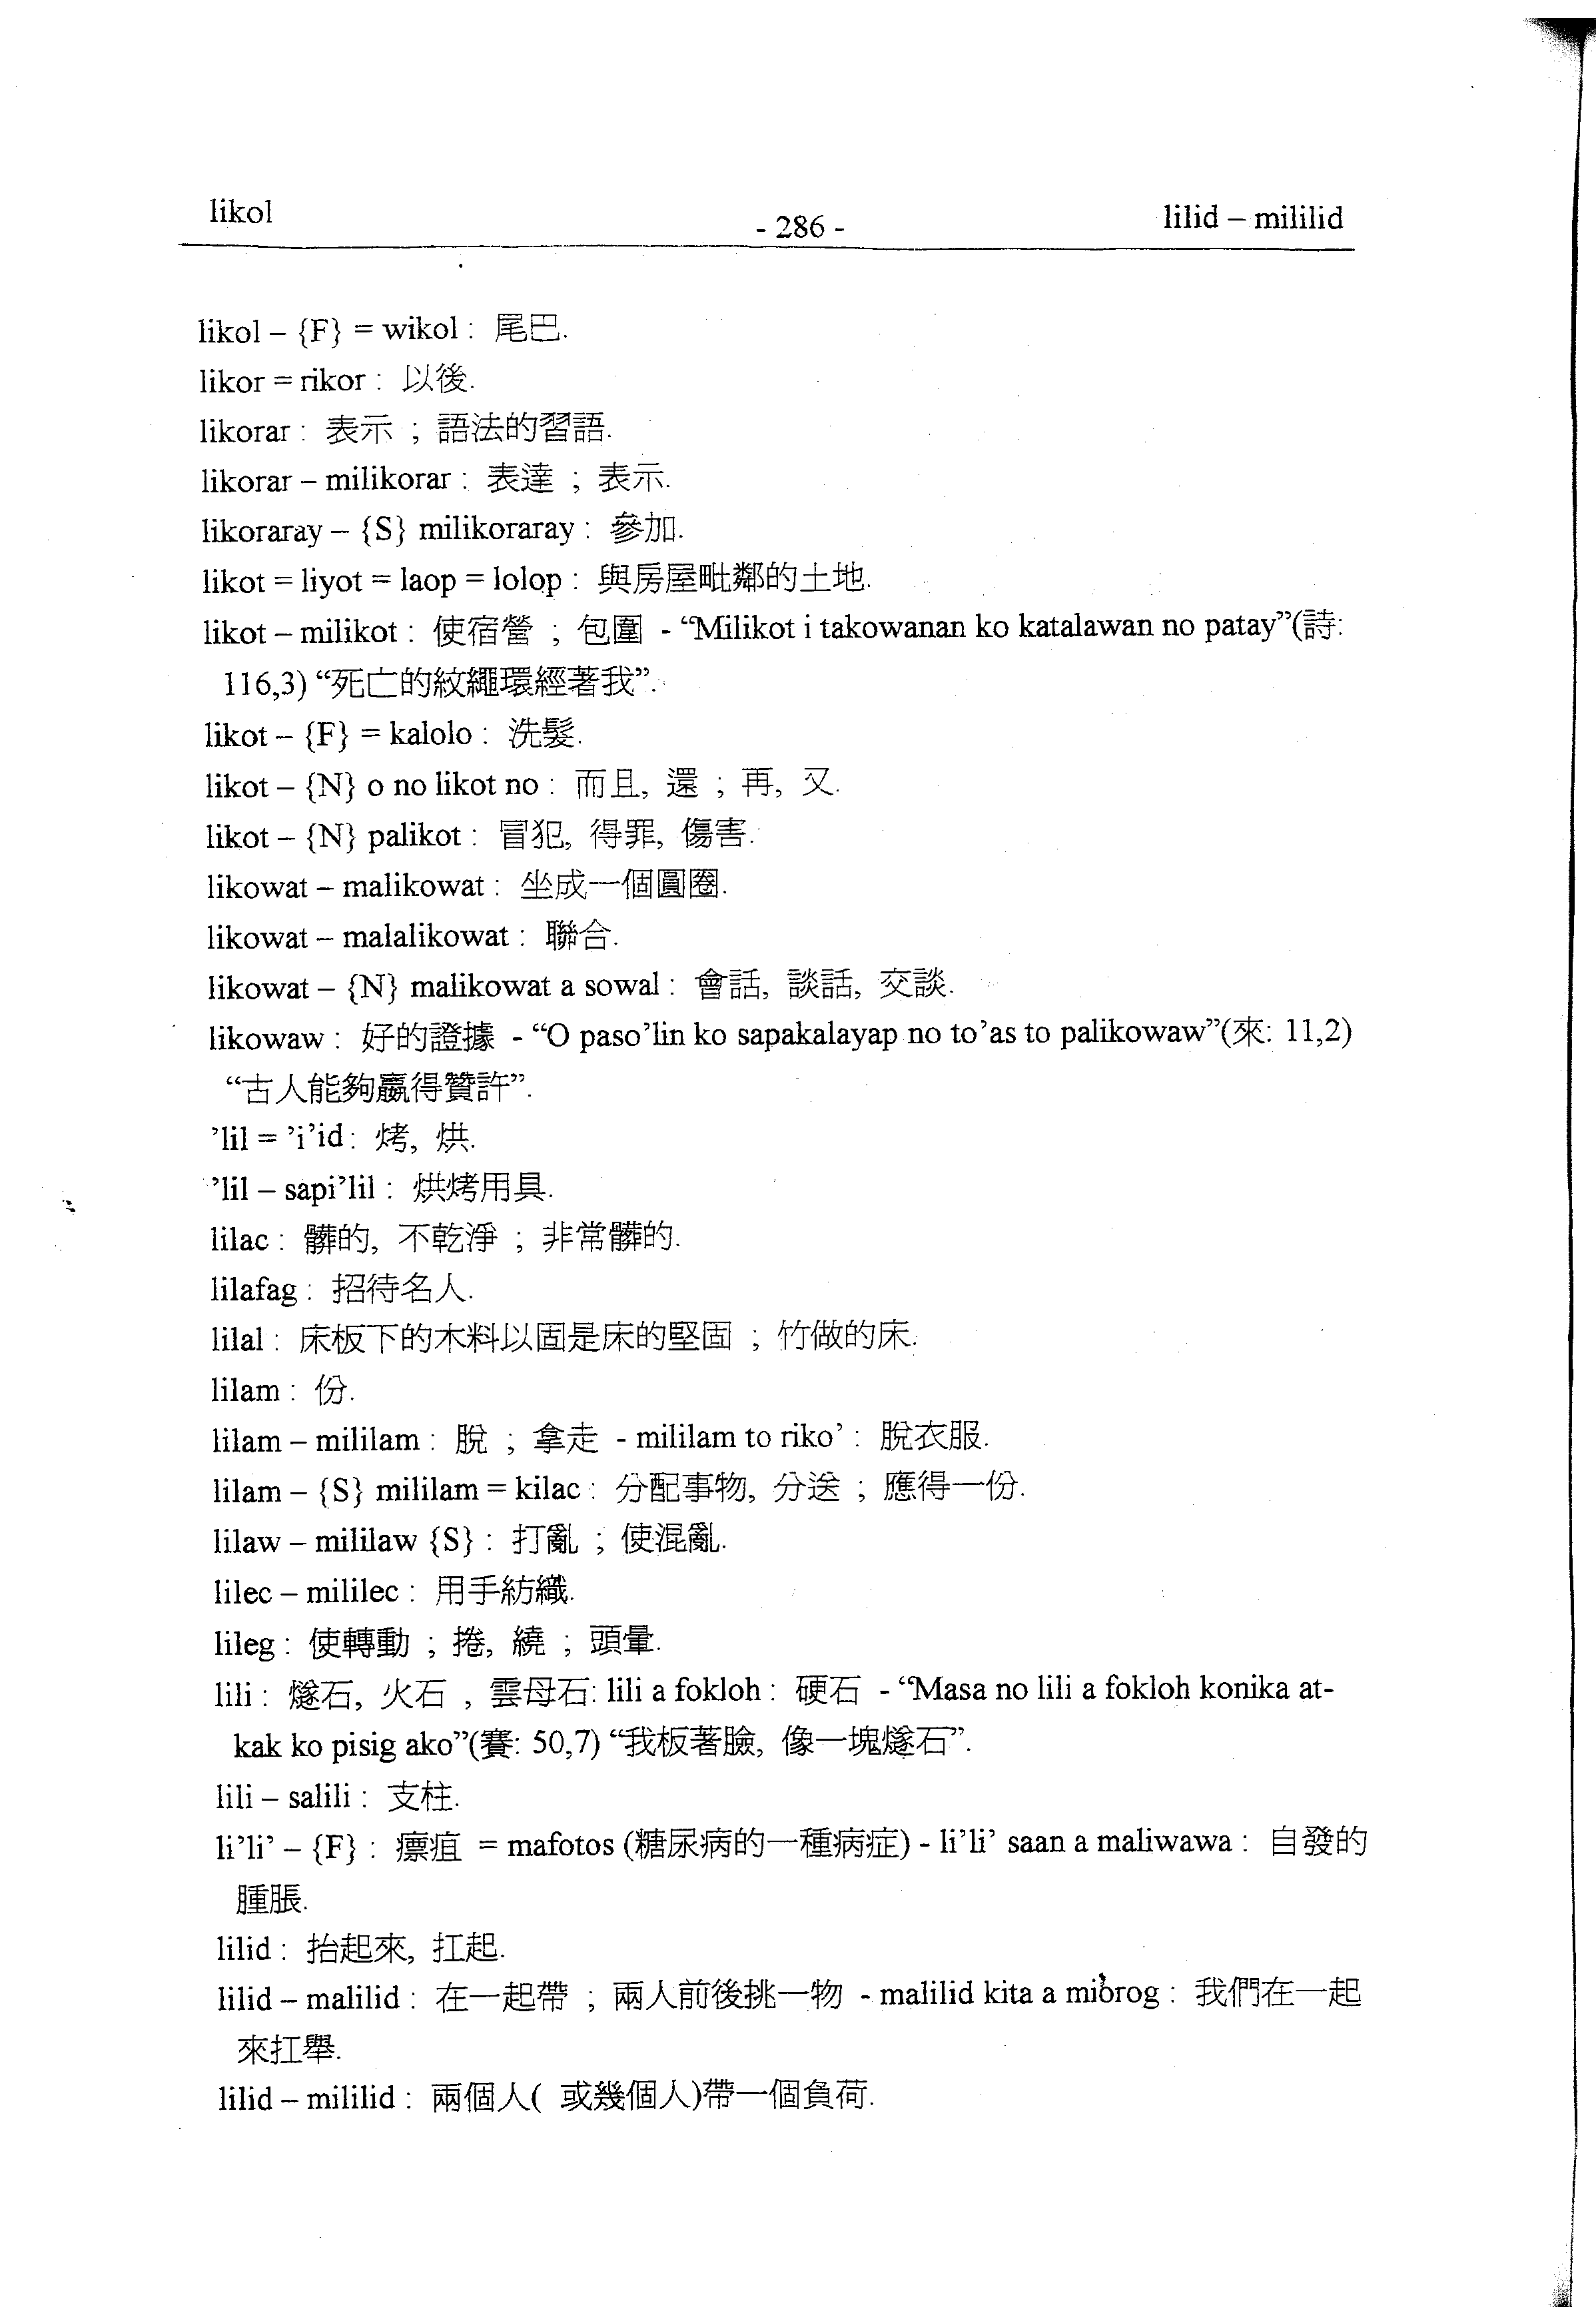 likol
- 286 -
lilid – mililid
likol – {F} = wikol : 尾巴.
likor = rikor : 以後.
likorar : 表示 ; 語法的習語.
likorar – milikorar : 表達 ; 表示.
likoraray – {S} milikoraray : 參加.
likot = liyot = laop = lolop : 與房屋毗鄰的土地.
likot – milikot : 使宿營 ; 包圍 - “Milikot i takowanan ko katalawan no patay”(詩:
116,3) “死亡的紋繩環經著我”.
likot – {F} = kalolo : 洗髮.
likot – {N} o no likot no : 而且, 還 ; 再, 又.
likot – {N} palikot : 冒犯, 得罪, 傷害.
likowat – malikowat : 坐成一個圓圈.
likowat – malalikowat : 聯合.
likowat – {N} malikowat a sowal : 會話, 談話, 交談.
likowaw : 好的證據 - “O paso’lin ko sapakalayap no to’as to palikowaw”(來: 11,2)
“古人能夠贏得贊許”.
’lil = ’i’id : 烤, 烘.
’lil – sapi’lil : 烘烤用具.
lilac : 髒的, 不乾淨 ; 非常髒的.
lilafag : 招待名人.
lilal : 床板下的木料以固是床的堅固 ; 竹做的床.
lilam : 份.
lilam – mililam : 脫 ; 拿走 - mililam to riko’ : 脫衣服.
lilam – {S} mililam = kilac : 分配事物, 分送 ; 應得一份.
lilaw – mililaw {S} : 打亂 ; 使混亂.
lilec – mililec : 用手紡織.
lileg : 使轉動 ; 捲, 繞 ; 頭暈.
lili : 燧石, 火石 , 雲母石: lili a fokloh : 硬石 - “Masa no lili a fokloh konika at-
kak ko pisig ako”(賽: 50,7) “我板著臉, 像一塊燧石”.
lili – salili : 支柱.
li’li’ – {F} : 瘭疽 = mafotos (糖尿病的一種病症) - li’li’ saan a maliwawa : 自發的
腫脹.
lilid : 抬起來, 扛起.
lilid – malilid : 在一起帶 ; 兩人前後挑一物 - malilid kita a miòrog : 我們在一起
來扛舉.
lilid – mililid : 兩個人( 或幾個人)帶一個負荷.